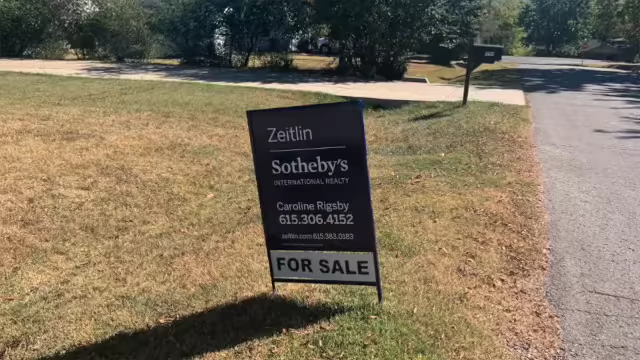 Zeitlin
Sotheby's
INTERNATIONAL REALTY
Caroline Rigsby
615.306.4152
zeitlin.com 615.383.0183
FOR SALE